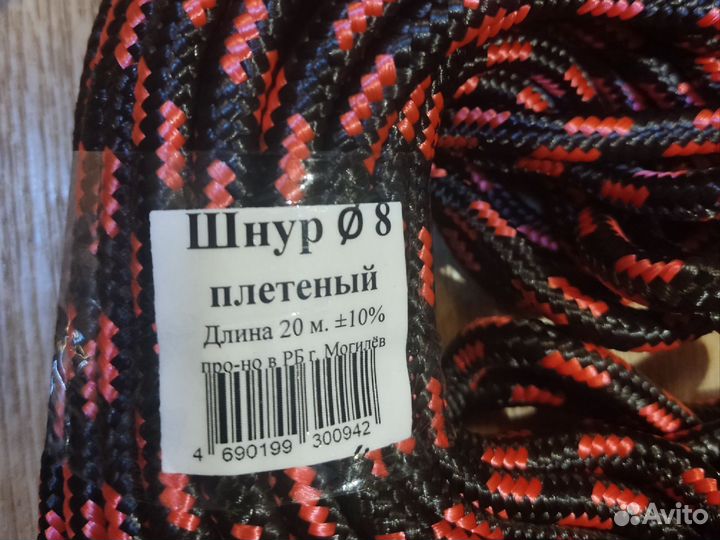 Шнур Ø 8
плетеный
Длина 20 м. ±10%
про-но в РБ г. Могилёв
4 690199 300942
Avito